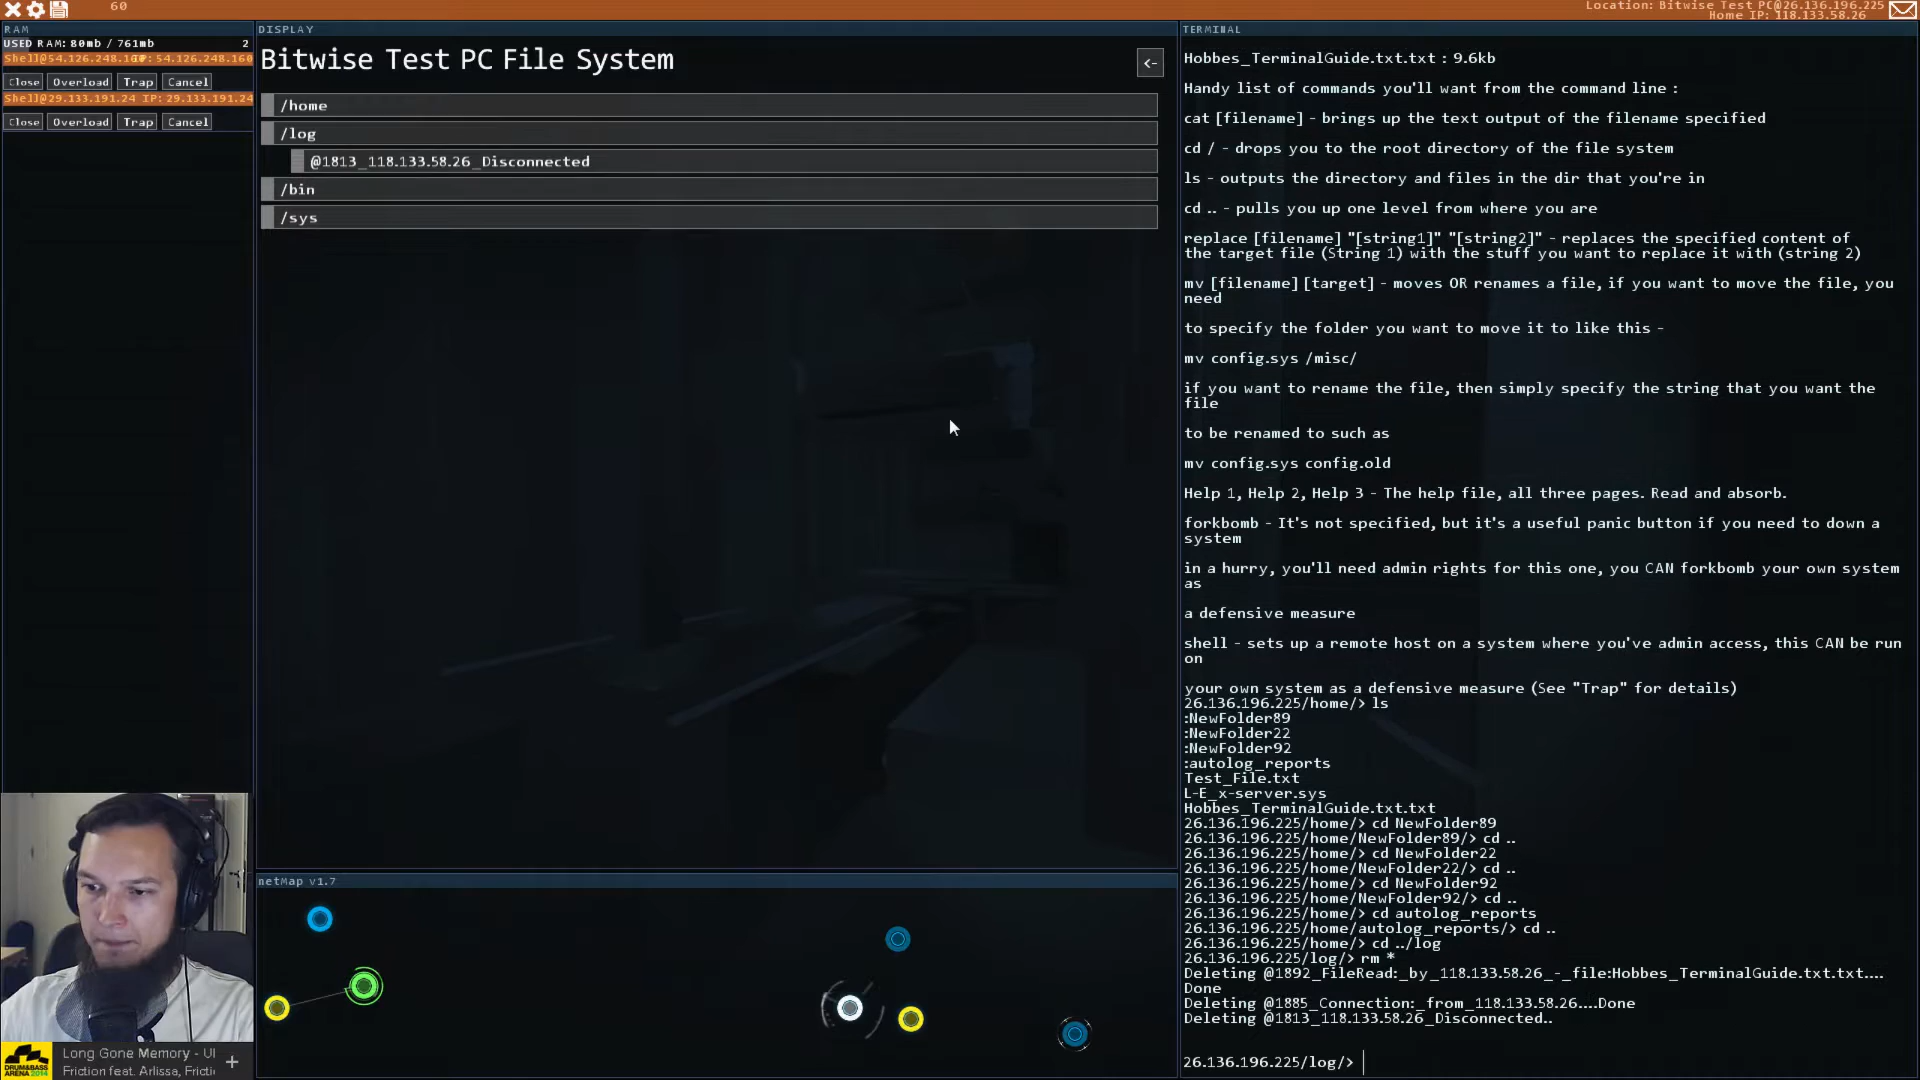 60
Location: Bitwise Test PC@26.136.196.225
Home IP: 118.133.58.26
RAM
USED RAM: 80mb / 761mb 2
Shell@54.126.248.160 IP: 54.126.248.160
Close Overload Trap Cancel
Shell@29.133.191.24 IP: 29.133.191.24
Close Overload Trap Cancel
DISPLAY
Bitwise Test PC File System
<-
/home
/log
@1813_118.133.58.26_Disconnected
/bin
/sys
netMap v1.7
TERMINAL
Hobbes_TerminalGuide.txt.txt : 9.6kb
Handy list of commands you'll want from the command line :
cat [filename] - brings up the text output of the filename specified
cd / - drops you to the root directory of the file system
ls - outputs the directory and files in the dir that you're in
cd .. - pulls you up one level from where you are
replace [filename] "[string1]" "[string2]" - replaces the specified content of
the target file (String 1) with the stuff you want to replace it with (string 2)
mv [filename] [target] - moves OR renames a file, if you want to move the file, you
need
to specify the folder you want to move it to like this -
mv config.sys /misc/
if you want to rename the file, then simply specify the string that you want the
file
to be renamed to such as
mv config.sys config.old
Help 1, Help 2, Help 3 - The help file, all three pages. Read and absorb.
forkbomb - It's not specified, but it's a useful panic button if you need to down a
system
in a hurry, you'll need admin rights for this one, you CAN forkbomb your own system
as
a defensive measure
shell - sets up a remote host on a system where you've admin access, this CAN be run
on
your own system as a defensive measure (See "Trap" for details)
26.136.196.225/home/> ls
:NewFolder89
:NewFolder22
:NewFolder92
:autolog_reports
Test_File.txt
L-E_x-server.sys
Hobbes_TerminalGuide.txt.txt
26.136.196.225/home/> cd NewFolder89
26.136.196.225/home/NewFolder89/> cd ..
26.136.196.225/home/> cd NewFolder22
26.136.196.225/home/NewFolder22/> cd ..
26.136.196.225/home/> cd NewFolder92
26.136.196.225/home/NewFolder92/> cd ..
26.136.196.225/home/> cd autolog_reports
26.136.196.225/home/autolog_reports/> cd ..
26.136.196.225/home/> cd ../log
26.136.196.225/log/> rm *
Deleting @1892_FileRead:_by_118.133.58.26_-_file:Hobbes_TerminalGuide.txt.txt....
Done
Deleting @1885_Connection:_from_118.133.58.26....Done
Deleting @1813_118.133.58.26_Disconnected..
26.136.196.225/log/>
DRUM&BASS
ARENA 2014
Long Gone Memory - Ul
Friction feat. Arlissa, Fricti
+